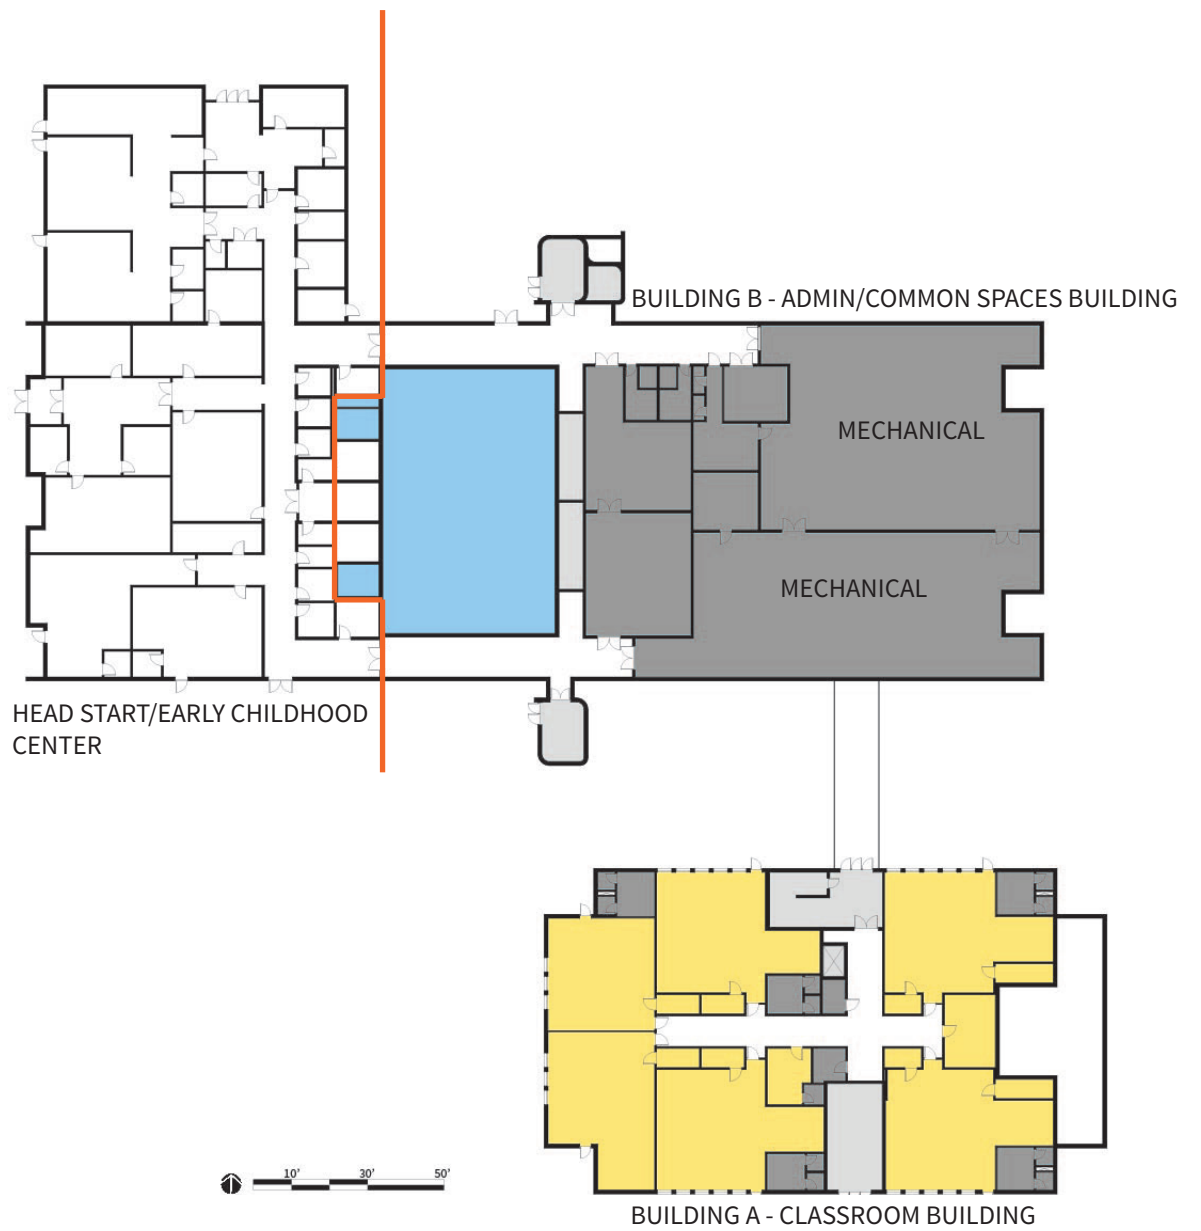 BUILDING B - ADMIN/COMMON SPACES BUILDING
MECHANICAL
MECHANICAL
HEAD START/EARLY CHILDHOOD
CENTER
10' 30' 50'
BUILDING A - CLASSROOM BUILDING